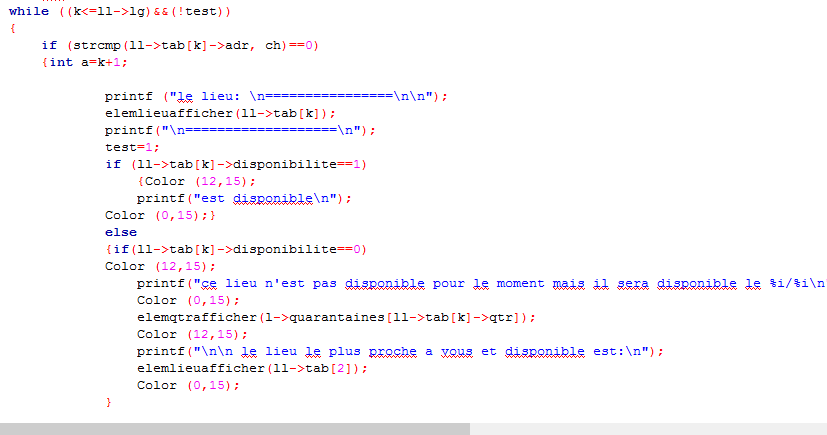 while ((k<=ll->lg)&&(!test))
{
if (strcmp(ll->tab[k]->adr, ch)==0)
{int a=k+1;
printf ("le lieu: \n================\n\n");
elemlieuafficher(ll->tab[k]);
printf("\n===================\n");
test=1;
if (ll->tab[k]->disponibilite==1)
{Color (12,15);
printf("est disponible\n");
Color (0,15);}
else
{if(ll->tab[k]->disponibilite==0)
Color (12,15);
printf("ce lieu n'est pas disponible pour le moment mais il sera disponible le %i/%i\n
Color (0,15);
elemqtrafficher(l->quarantaines[ll->tab[k]->qtr]);
Color (12,15);
printf("\n\n le lieu le plus proche a vous et disponible est:\n");
elemlieuafficher(ll->tab[2]);
Color (0,15);
}